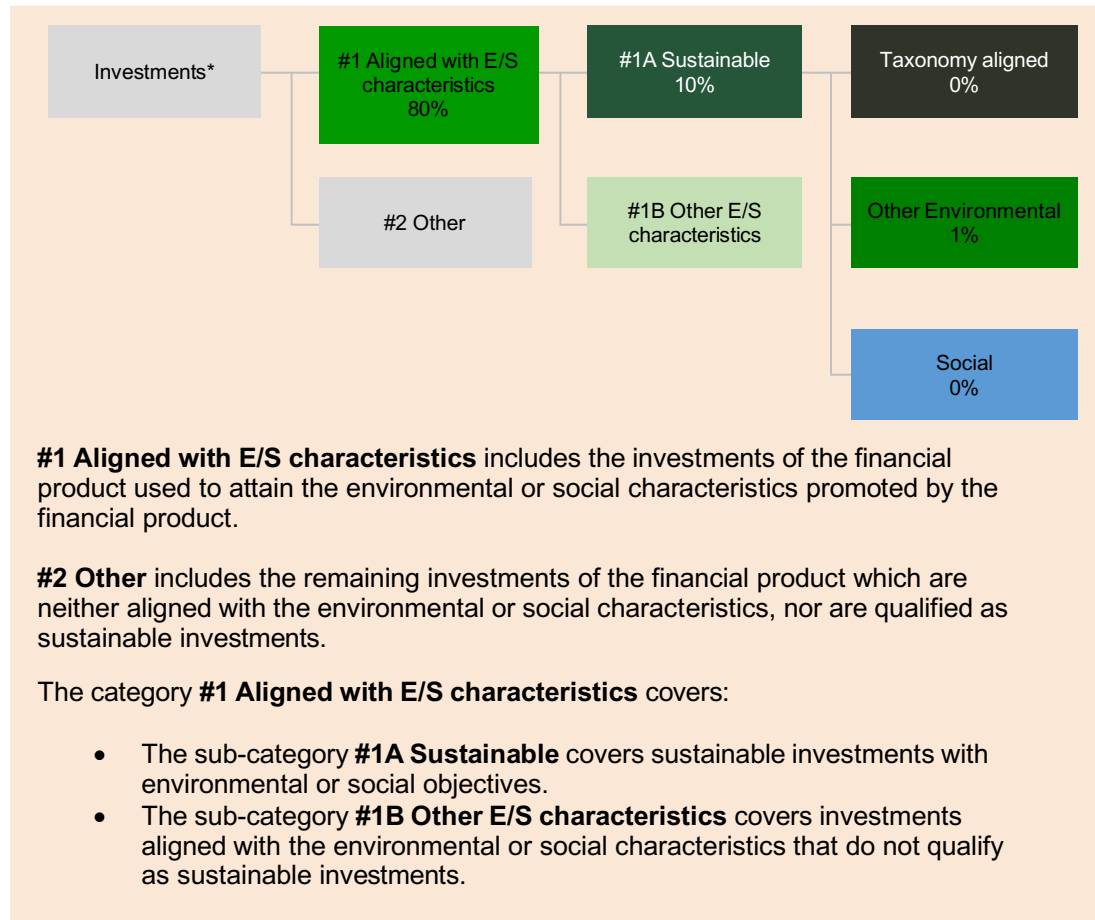 Investments*
#1 Aligned with E/S
characteristics
80%
#1A Sustainable
10%
Taxonomy aligned
0%
#2 Other
#1B Other E/S
characteristics
Other Environmental
1%
Social
0%
#1 Aligned with E/S characteristics includes the investments of the financial
product used to attain the environmental or social characteristics promoted by the
financial product.
#2 Other includes the remaining investments of the financial product which are
neither aligned with the environmental or social characteristics, nor are qualified as
sustainable investments.
The category #1 Aligned with E/S characteristics covers:
• The sub-category #1A Sustainable covers sustainable investments with
environmental or social objectives.
• The sub-category #1B Other E/S characteristics covers investments
aligned with the environmental or social characteristics that do not qualify
as sustainable investments.